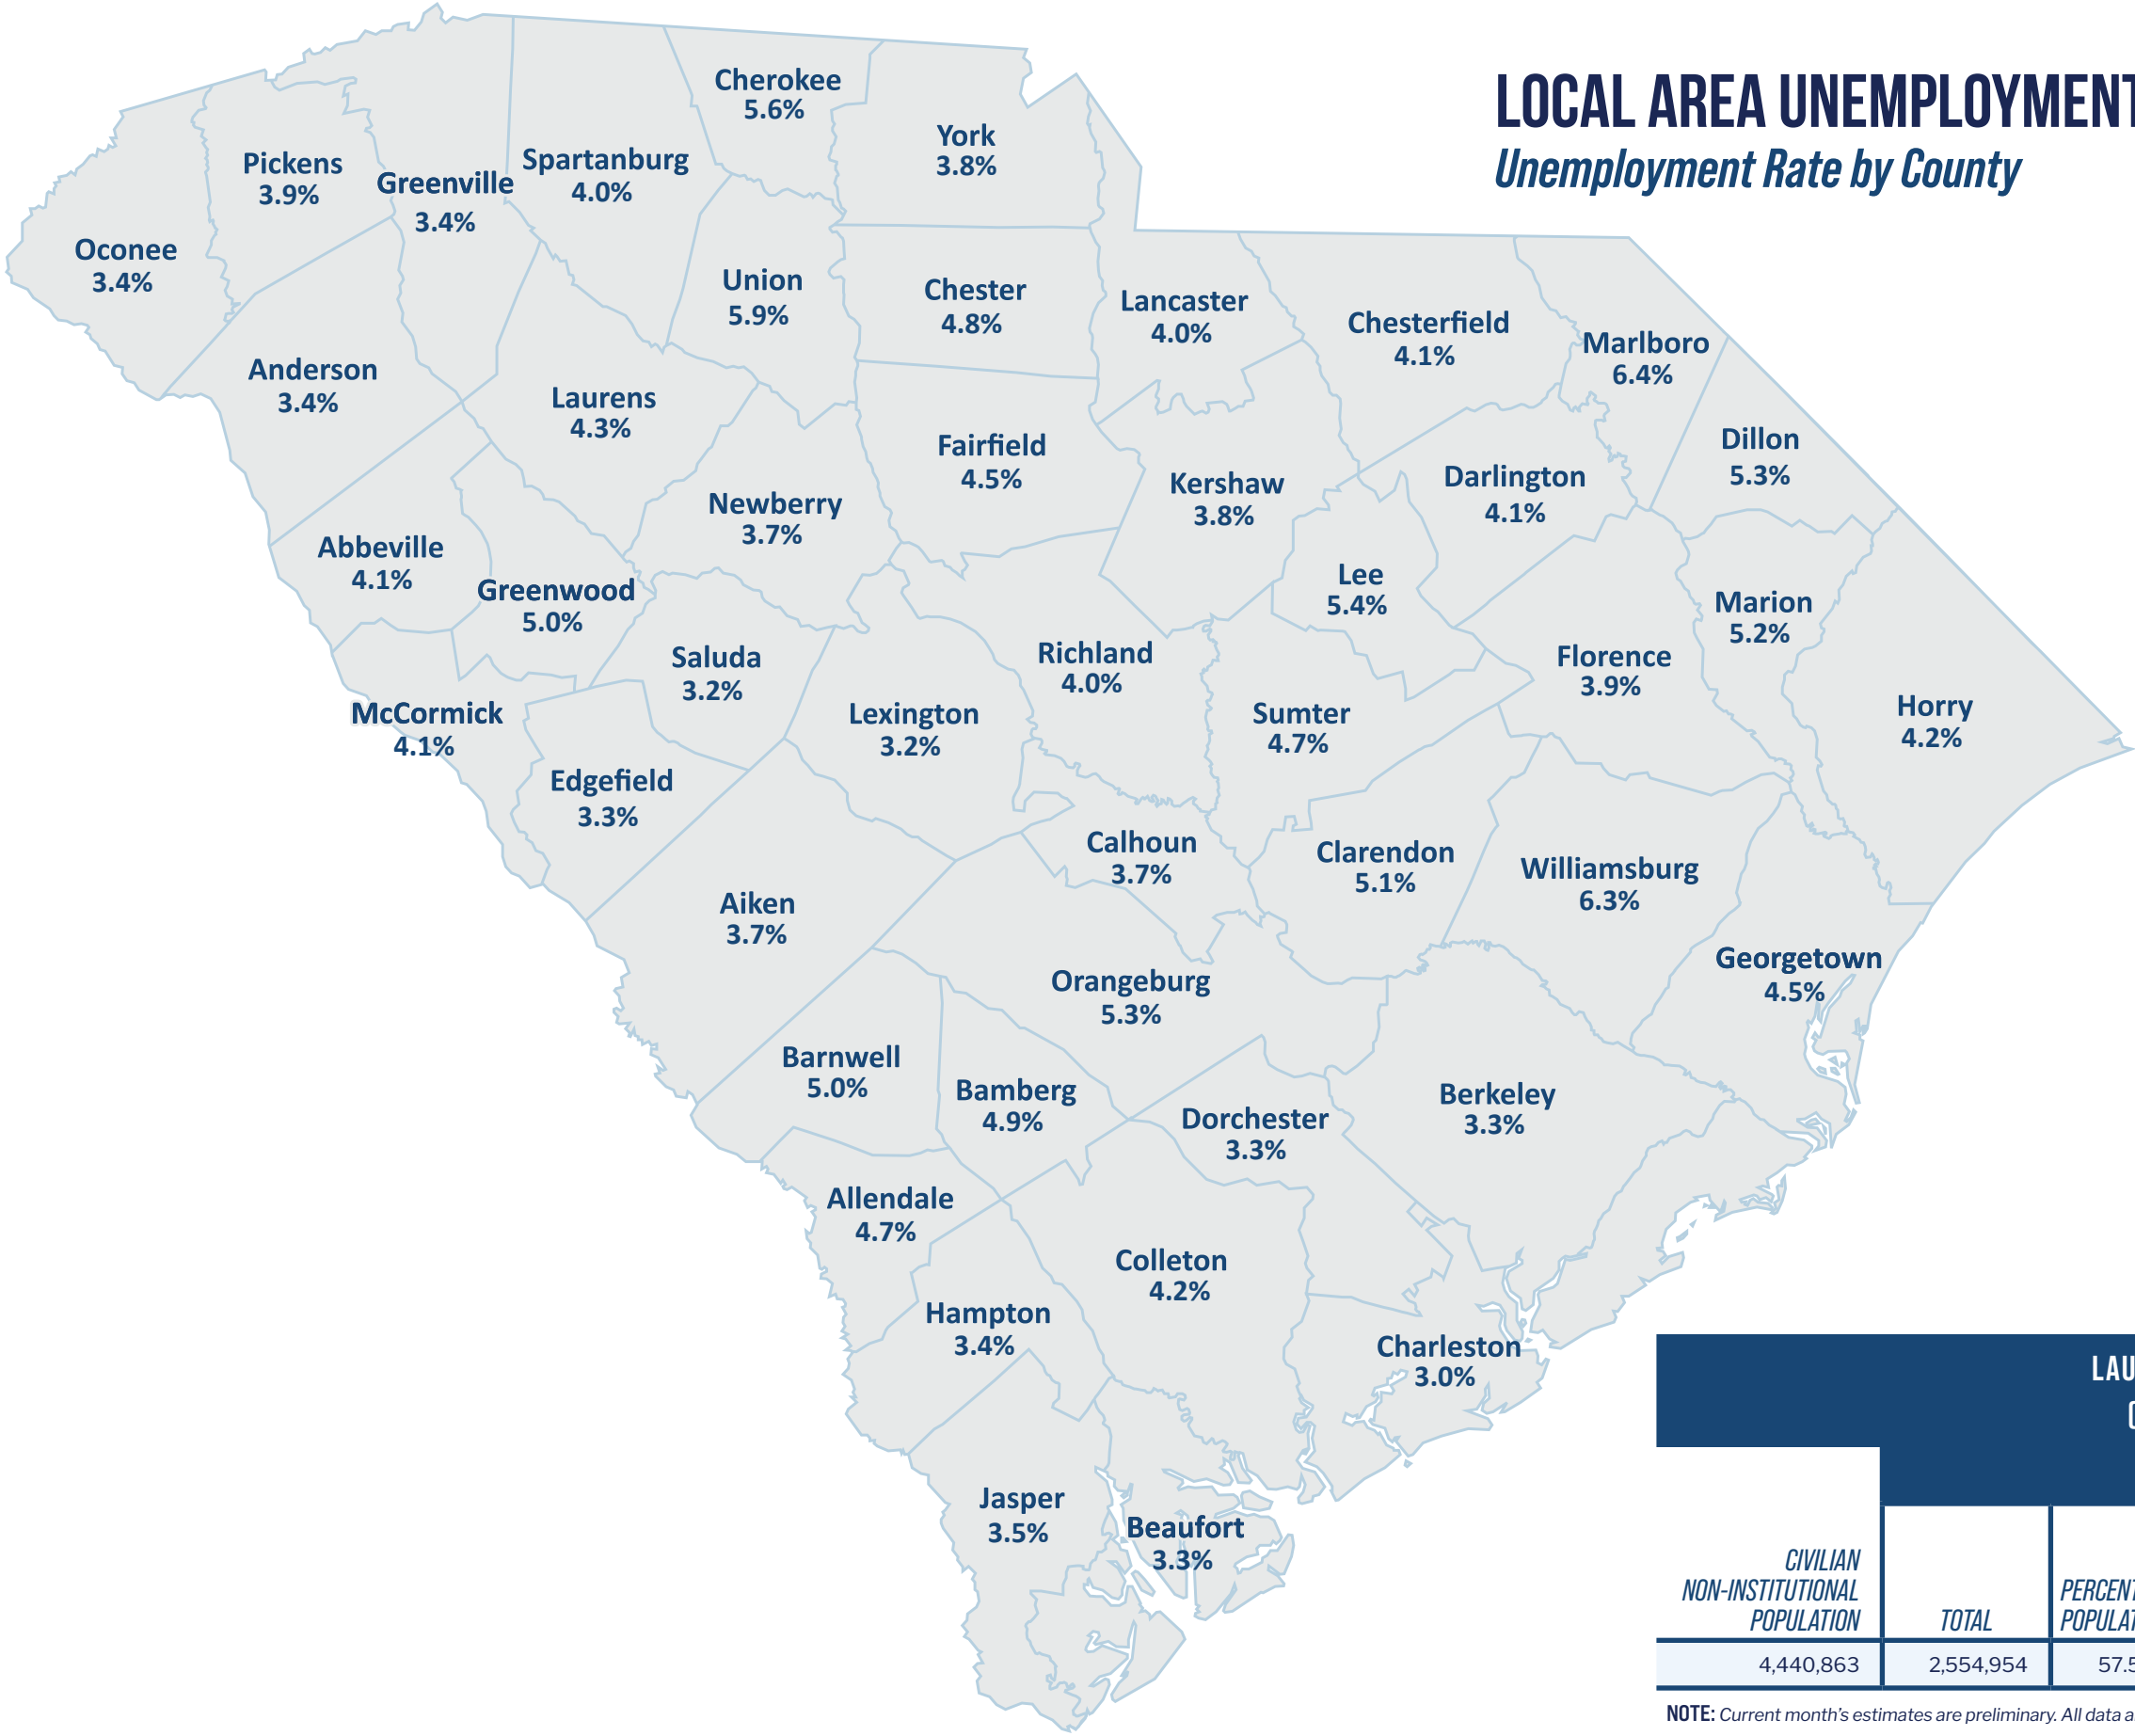 LOCAL AREA UNEMPLOYMENT
Unemployment Rate by County
Cherokee
5.6%
York
3.8%
Pickens
3.9%
Greenville
3.4%
Spartanburg
4.0%
Oconee
3.4%
Union
5.9%
Chester
4.8%
Lancaster
4.0%
Chesterfield
4.1%
Marlboro
6.4%
Anderson
3.4%
Laurens
4.3%
Fairfield
4.5%
Dillon
5.3%
Newberry
3.7%
Kershaw
3.8%
Darlington
4.1%
Abbeville
4.1%
Greenwood
5.0%
Lee
5.4%
Marion
5.2%
Saluda
3.2%
Richland
4.0%
Florence
3.9%
McCormick
4.1%
Lexington
3.2%
Sumter
4.7%
Horry
4.2%
Edgefield
3.3%
Calhoun
3.7%
Clarendon
5.1%
Williamsburg
6.3%
Aiken
3.7%
Orangeburg
5.3%
Georgetown
4.5%
Barnwell
5.0%
Bamberg
4.9%
Dorchester
3.3%
Berkeley
3.3%
Allendale
4.7%
Colleton
4.2%
Hampton
3.4%
Charleston
3.0%
Jasper
3.5%
Beaufort
3.3%
LAU
CIVILIAN
NON-INSTITUTIONAL
POPULATION
TOTAL
PERCENT
POPULAT
4,440,863 2,554,954 57.5
NOTE: Current month's estimates are preliminary. All data a